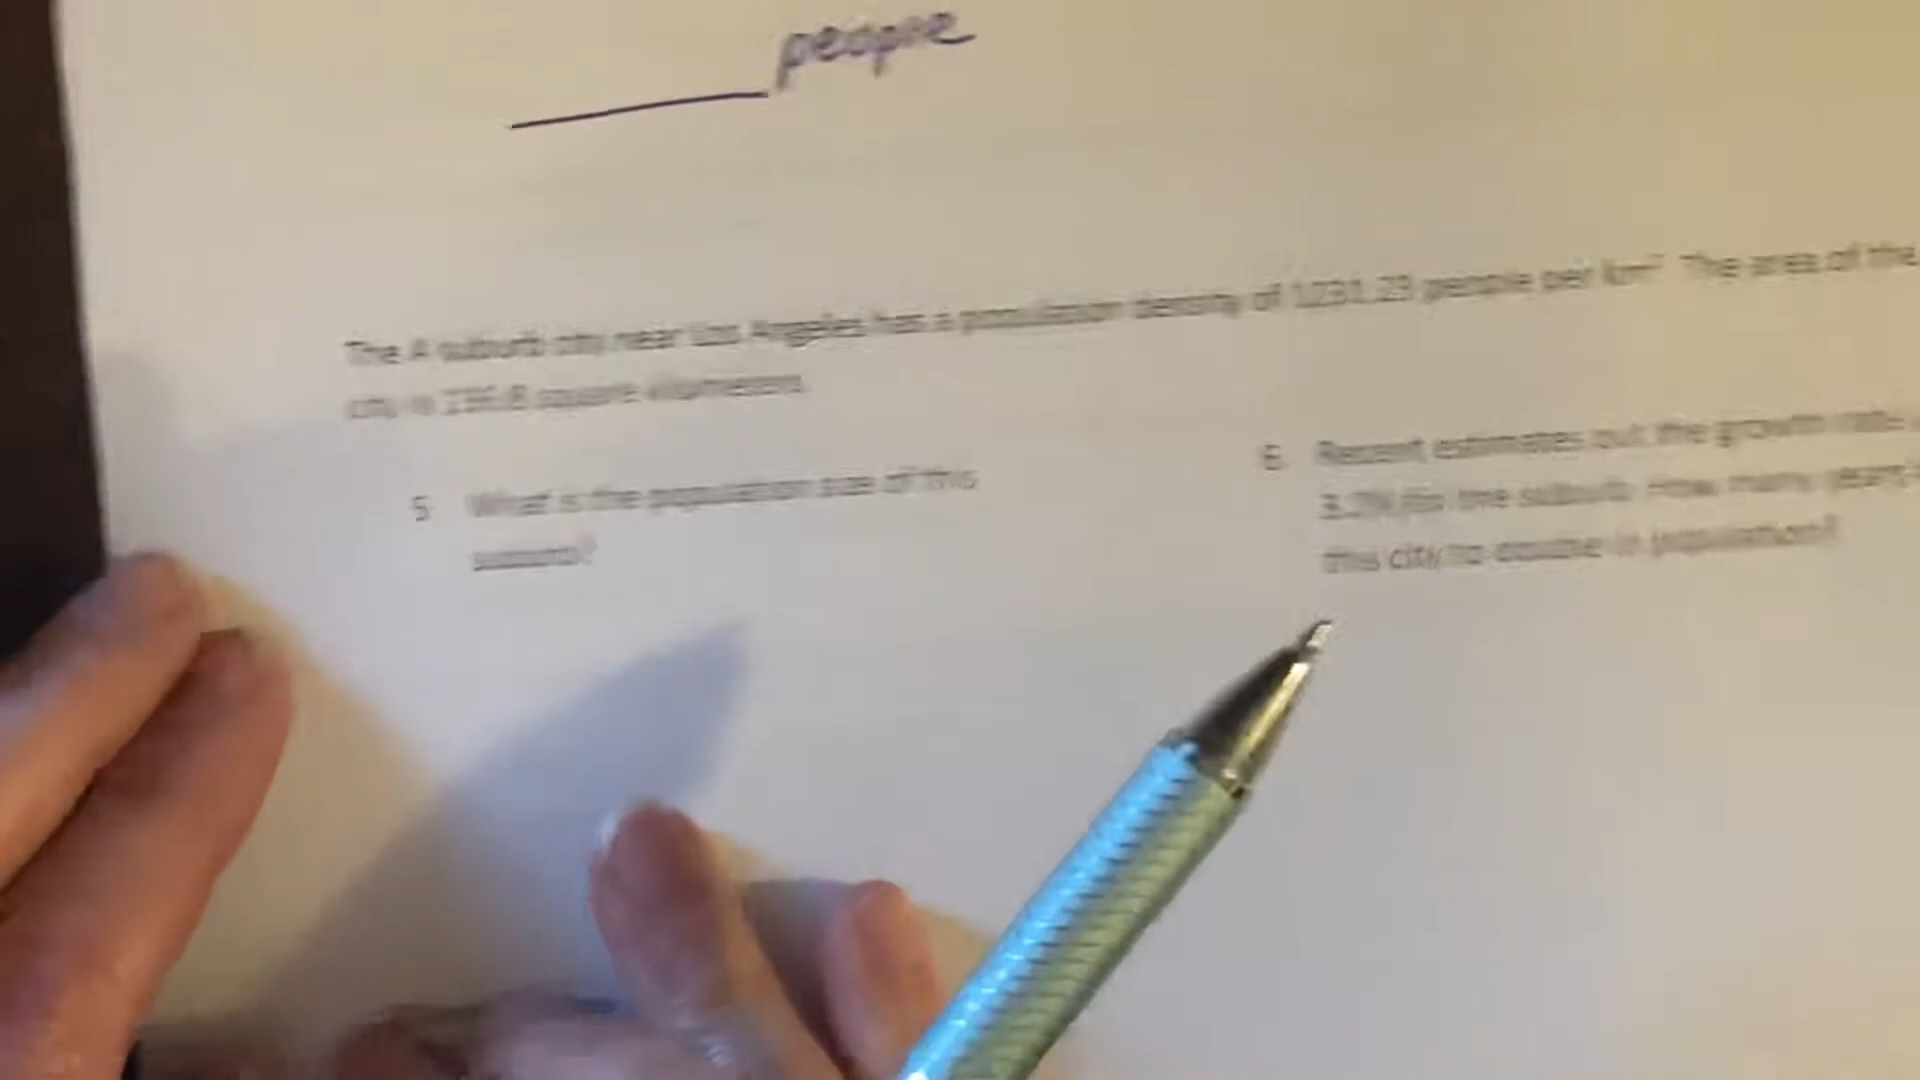 people
The A suburb city near Los Angeles has a population density of 1231.23 people per km² The area of the
city is square kilometers
5 What is the population size of this
suburb?
6 Recent estimates put the growth rate
for the suburb. How many years
this city to double in population?